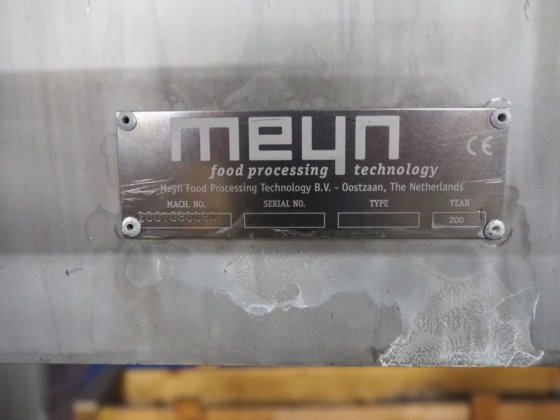 meyn
food processing technology
CE
Meyn Food Processing Technology B.V. - Oostzaan, The Netherlands
MACH. NO. SERIAL NO. TYPE YEAR
200